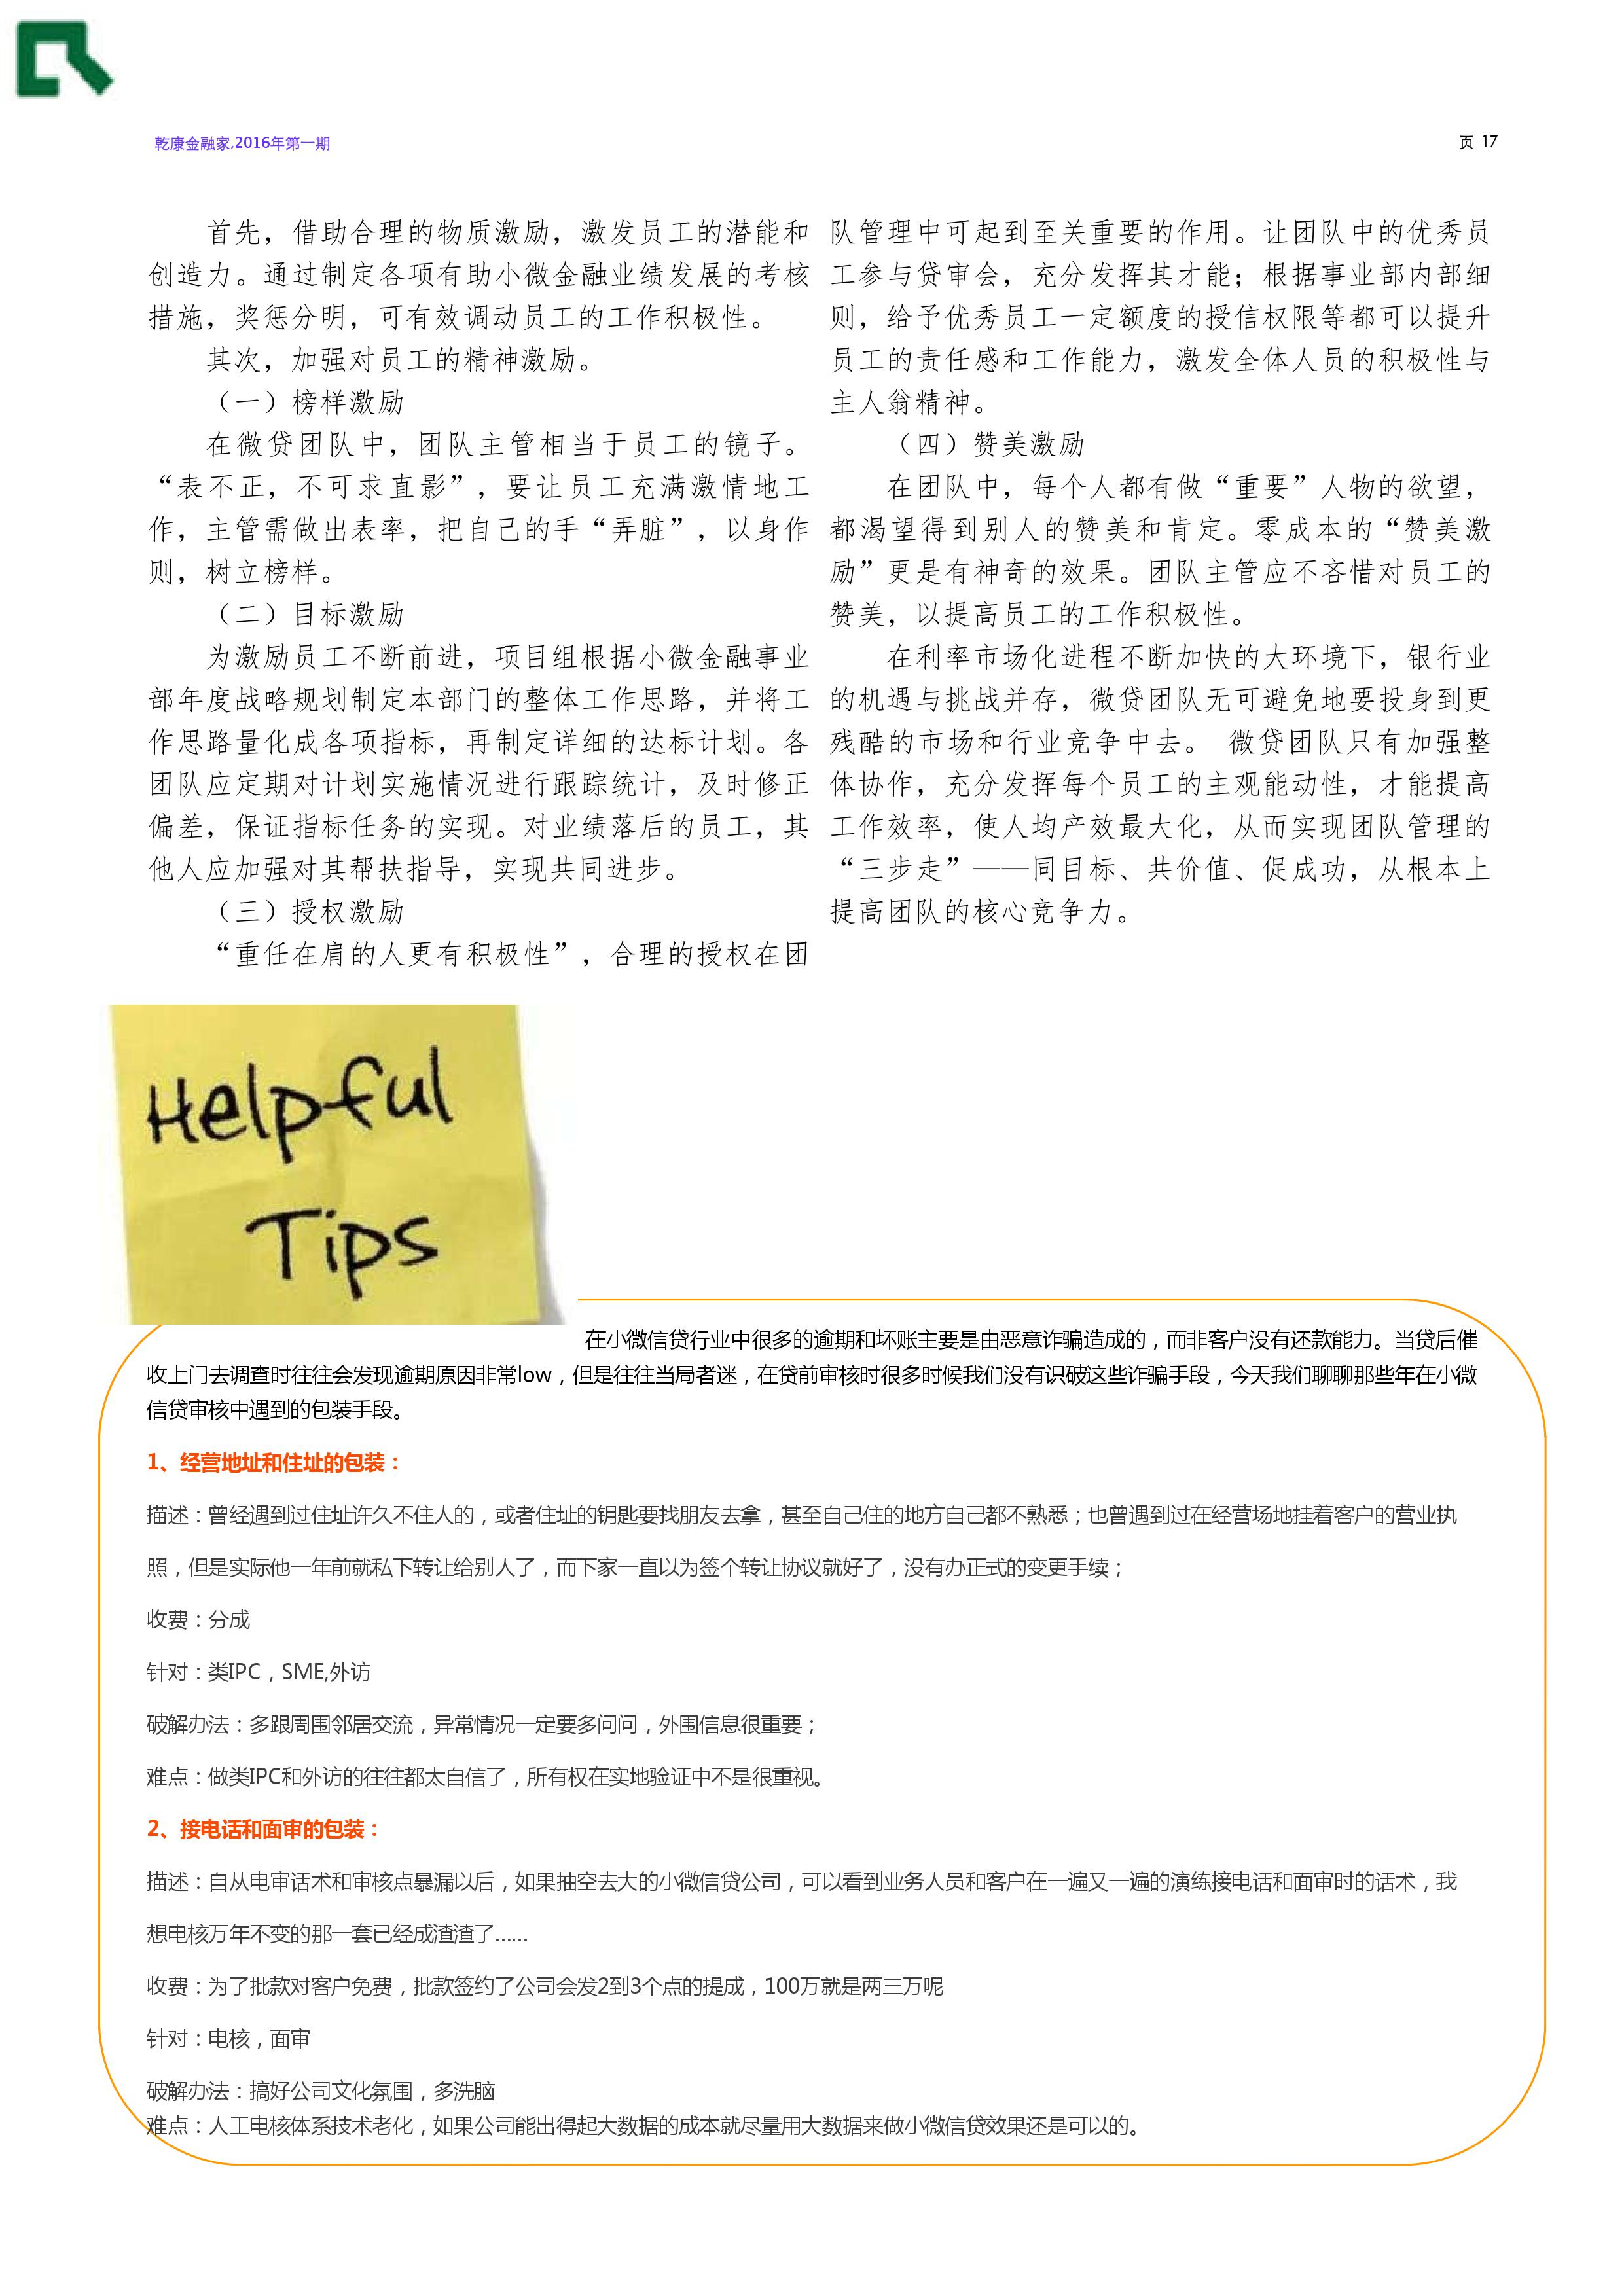 乾康金融家,2016年第一期
页 17
首先，借助合理的物质激励，激发员工的潜能和
创造力。通过制定各项有助小微金融业绩发展的考核
措施，奖惩分明，可有效调动员工的工作积极性。
其次，加强对员工的精神激励。
（一）榜样激励
在微贷团队中，团队主管相当于员工的镜子。
“表不正，不可求直影”，要让员工充满激情地工
作，主管需做出表率，把自己的手“弄脏”，以身作
则，树立榜样。
（二）目标激励
为激励员工不断前进，项目组根据小微金融事业
部年度战略规划制定本部门的整体工作思路，并将工
作思路量化成各项指标，再制定详细的达标计划。各
团队应定期对计划实施情况进行跟踪统计，及时修正
偏差，保证指标任务的实现。对业绩落后的员工，其
他人应加强对其帮扶指导，实现共同进步。
（三）授权激励
“重任在肩的人更有积极性”，合理的授权在团
队管理中可起到至关重要的作用。让团队中的优秀员
工参与贷审会，充分发挥其才能；根据事业部内部细
则，给予优秀员工一定额度的授信权限等都可以提升
员工的责任感和工作能力，激发全体人员的积极性与
主人翁精神。
（四）赞美激励
在团队中，每个人都有做“重要”人物的欲望，
都渴望得到别人的赞美和肯定。零成本的“赞美激
励”更是有神奇的效果。团队主管应不吝惜对员工的
赞美，以提高员工的工作积极性。
在利率市场化进程不断加快的大环境下，银行业
的机遇与挑战并存，微贷团队无可避免地要投身到更
残酷的市场和行业竞争中去。 微贷团队只有加强整
体协作，充分发挥每个员工的主观能动性，才能提高
工作效率，使人均产效最大化，从而实现团队管理的
“三步走”——同目标、共价值、促成功，从根本上
提高团队的核心竞争力。
Helpful
Tips
在小微信贷行业中很多的逾期和坏账主要是由恶意诈骗造成的，而非客户没有还款能力。当贷后催
收上门去调查时往往会发现逾期原因非常low，但是往往当局者迷，在贷前审核时很多时候我们没有识破这些诈骗手段，今天我们聊聊那些年在小微
信贷审核中遇到的包装手段。
1、经营地址和住址的包装：
描述：曾经遇到过住址许久不住人的，或者住址的钥匙要找朋友去拿，甚至自己住的地方自己都不熟悉；也曾遇到过在经营场地挂着客户的营业执
照，但是实际他一年前就私下转让给别人了，而下家一直以为签个转让协议就好了，没有办正式的变更手续；
收费：分成
针对：类IPC，SME,外访
破解办法：多跟周围邻居交流，异常情况一定要多问问，外围信息很重要；
难点：做类IPC和外访的往往都太自信了，所有权在实地验证中不是很重视。
2、接电话和面审的包装：
描述：自从电审话术和审核点暴漏以后，如果抽空去大的小微信贷公司，可以看到业务人员和客户在一遍又一遍的演练接电话和面审时的话术，我
想电核万年不变的那一套已经成渣渣了……
收费：为了批款对客户免费，批款签约了公司会发2到3个点的提成，100万就是两三万呢
针对：电核，面审
破解办法：搞好公司文化氛围，多洗脑
难点：人工电核体系技术老化，如果公司能出得起大数据的成本就尽量用大数据来做小微信贷效果还是可以的。